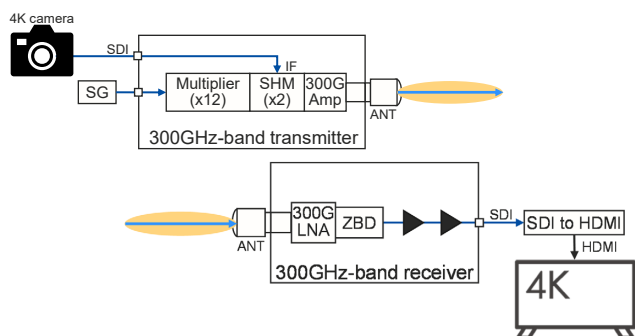 4K camera
SDI
IF
SG
Multiplier
(x12)
SHM
(x2)
300G
Amp
ANT
300GHz-band transmitter
300G
LNA
ZBD
ANT
SDI
SDI to HDMI
HDMI
300GHz-band receiver
4K